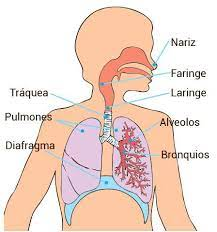 Nariz
Faringe
Tráquea
Laringe
Pulmones
Alveolos
Diafragma
Bronquios